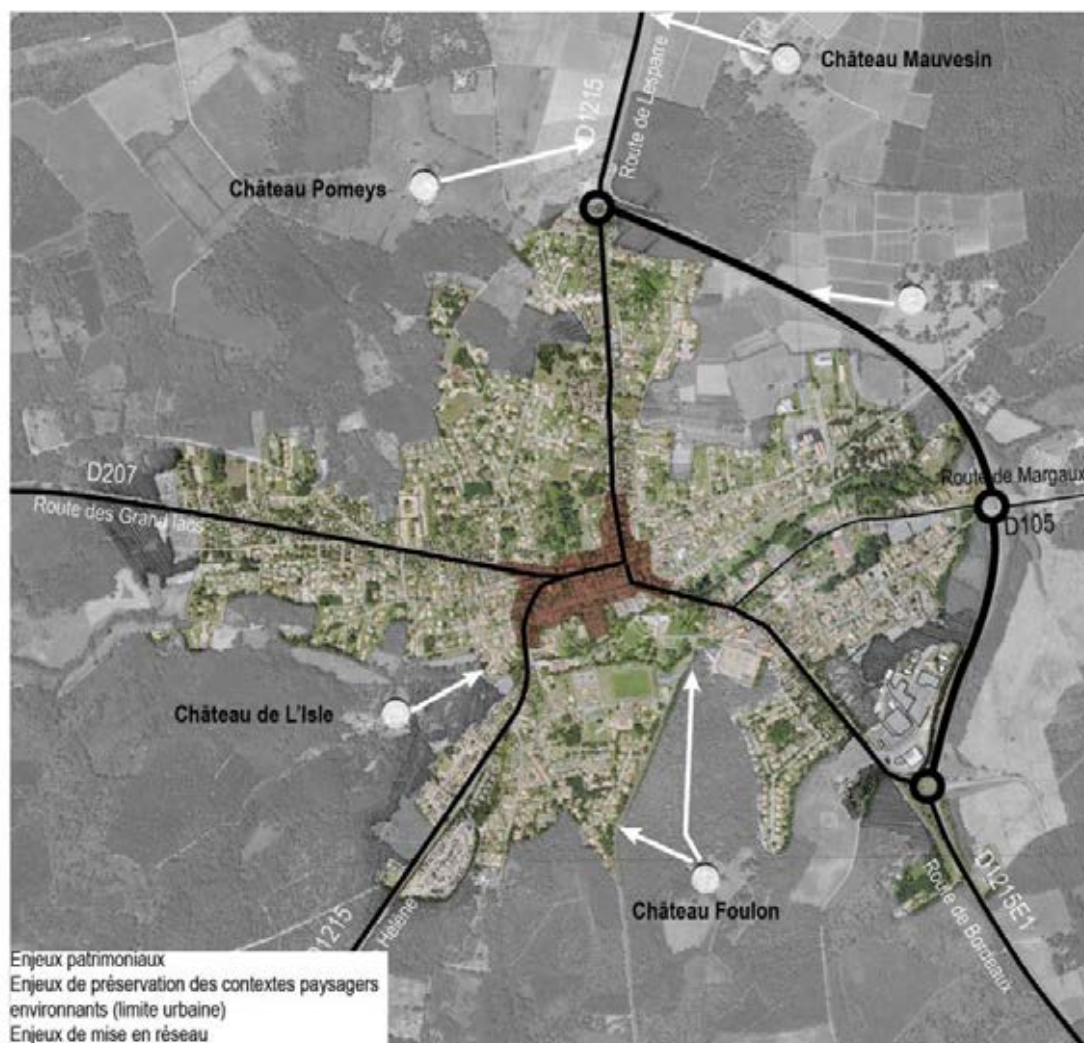 Château Mauvesin
D1215
Route de Lesparre
Château Pomeys
D207
Route des Grand laos
Route de Margaux
D105
Château de L'Isle
Château Foulon
D1215
Hélène
D1215E1
Route de Bordeaux
Enjeux patrimoniaux
Enjeux de préservation des contextes paysagers
environnants (limite urbaine)
Enjeux de mise en réseau